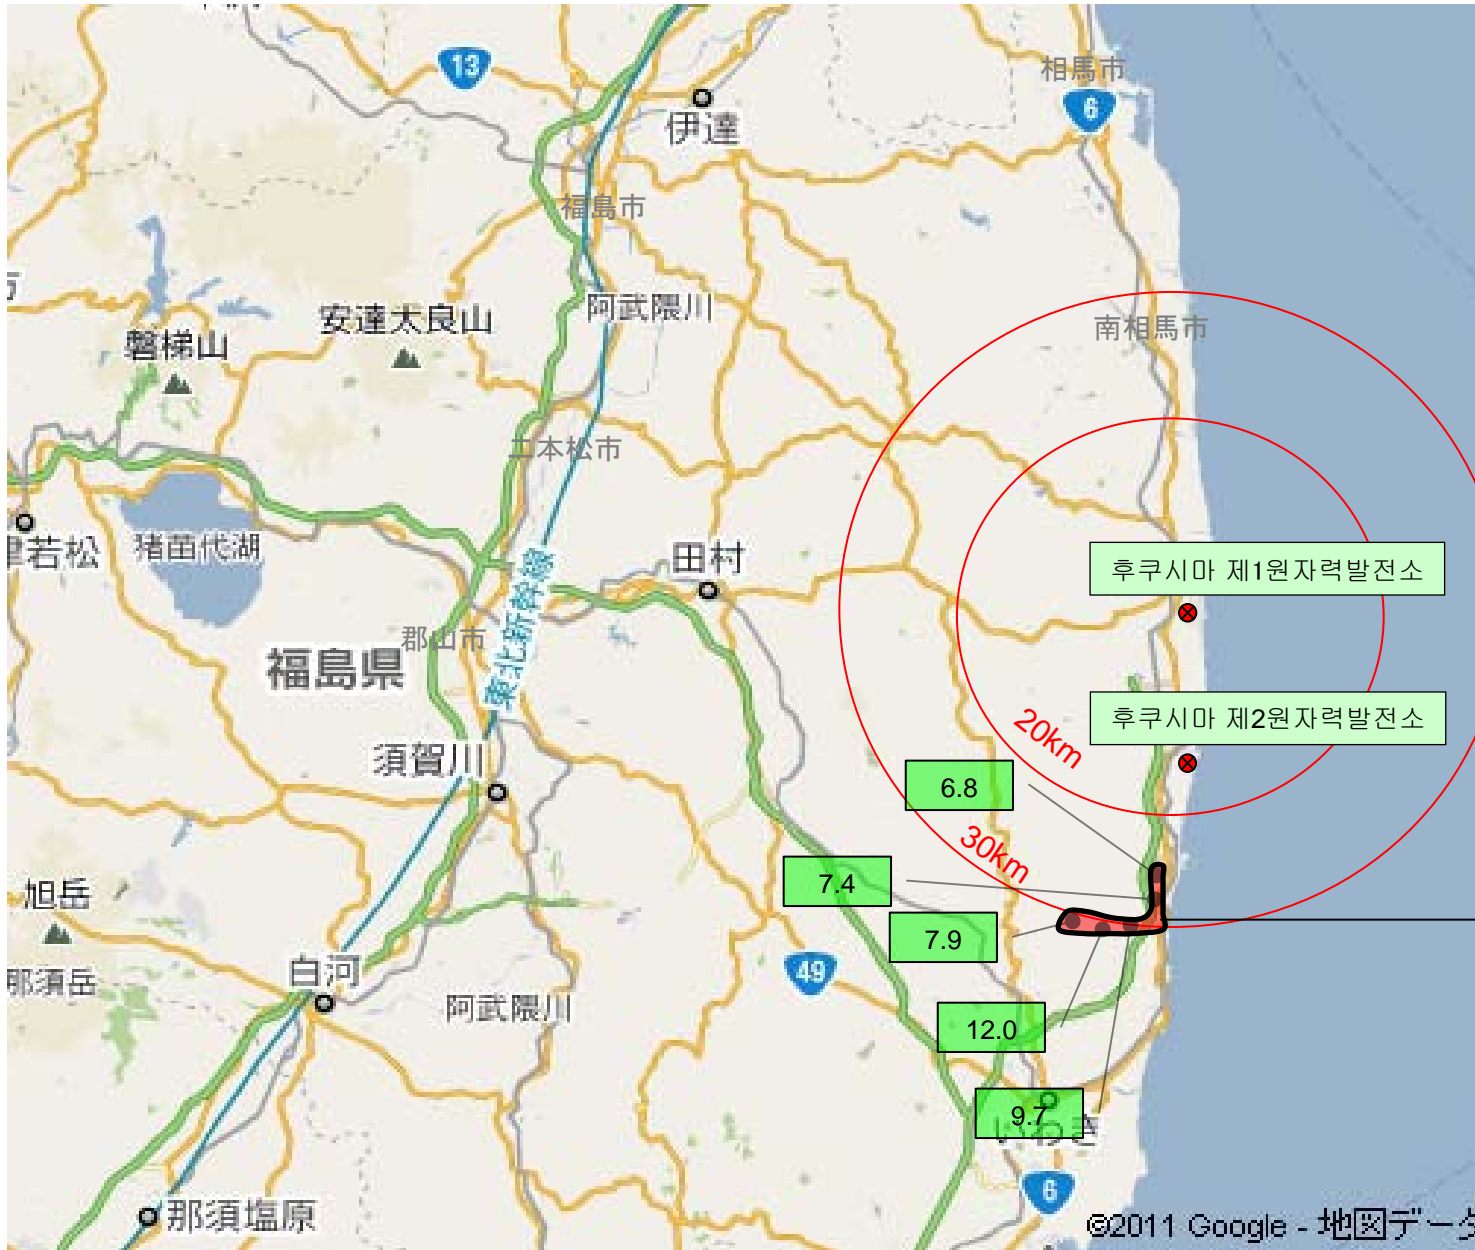 相馬市
13
6
伊達
福島市
阿武隈川
安達太良山
磐梯山
南相馬市
二本松市
猪苗代湖
若松
田村
후쿠시마 제1원자력발전소
東北新幹線
郡山市
福島県
후쿠시마 제2원자력발전소
20km
須賀川
6.8
30km
7.4
旭岳
7.9
49
白河
那須岳
阿武隈川
12.0
9.7
6
那須塩原
©2011 Google - 地図データ